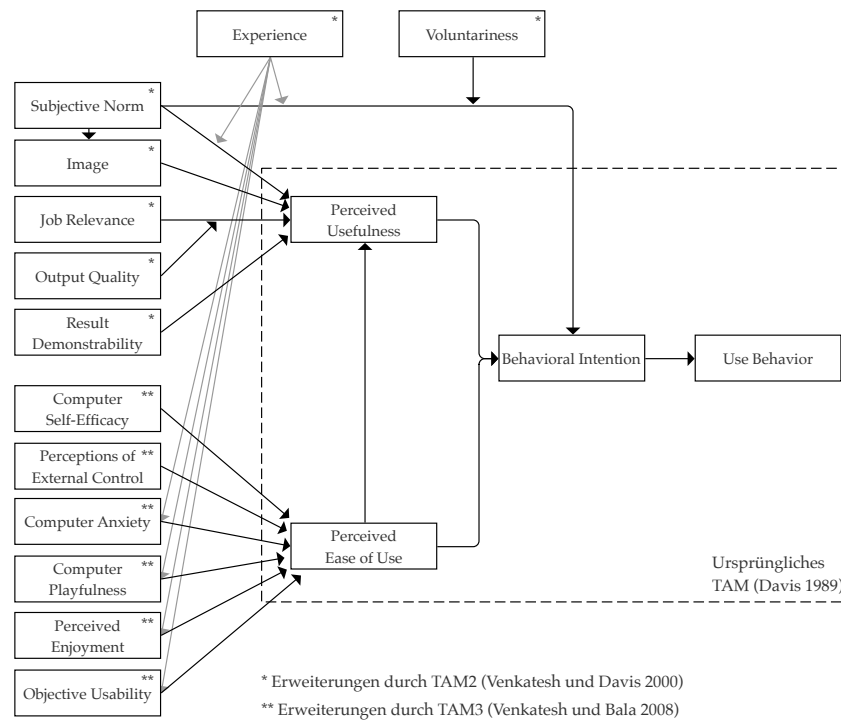 Experience *
Voluntariness *
Subjective Norm *
Image *
Job Relevance *
Output Quality *
Result *
Demonstrability
Perceived
Usefulness
Behavioral Intention
Use Behavior
Computer **
Self-Efficacy
Perceptions of **
External Control
Computer Anxiety **
Computer **
Playfulness
Perceived **
Enjoyment
Objective Usability **
Perceived
Ease of Use
Ursprüngliches
TAM (Davis 1989)
* Erweiterungen durch TAM2 (Venkatesh und Davis 2000)
** Erweiterungen durch TAM3 (Venkatesh und Bala 2008)